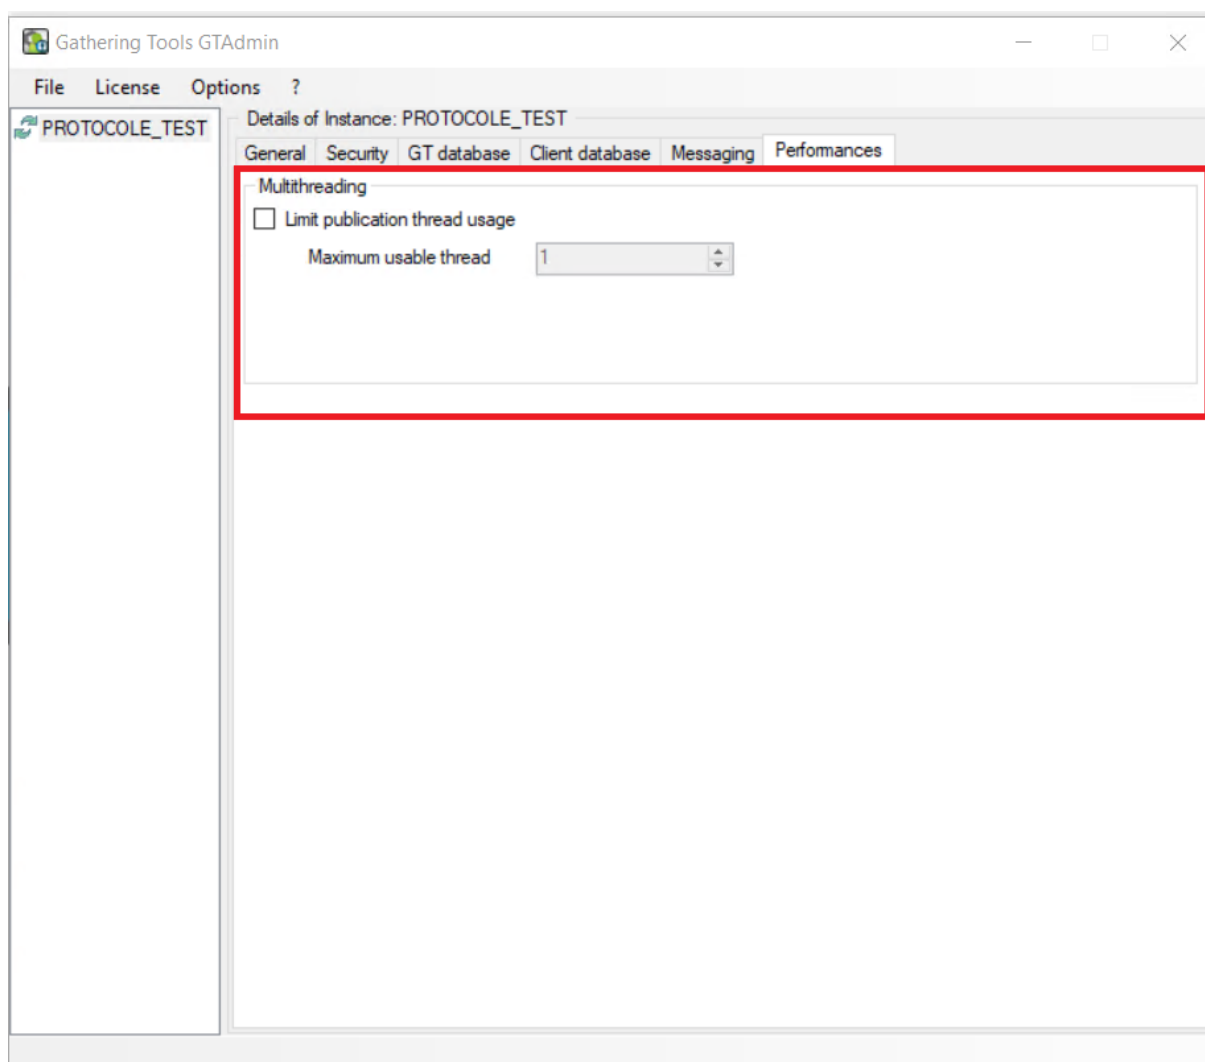 Gathering Tools GTAdmin
File License Options ?
PROTOCOLE_TEST
Details of Instance: PROTOCOLE_TEST
General Security GT database Client database Messaging Performances
Multithreading
Limit publication thread usage
Maximum usable thread 1